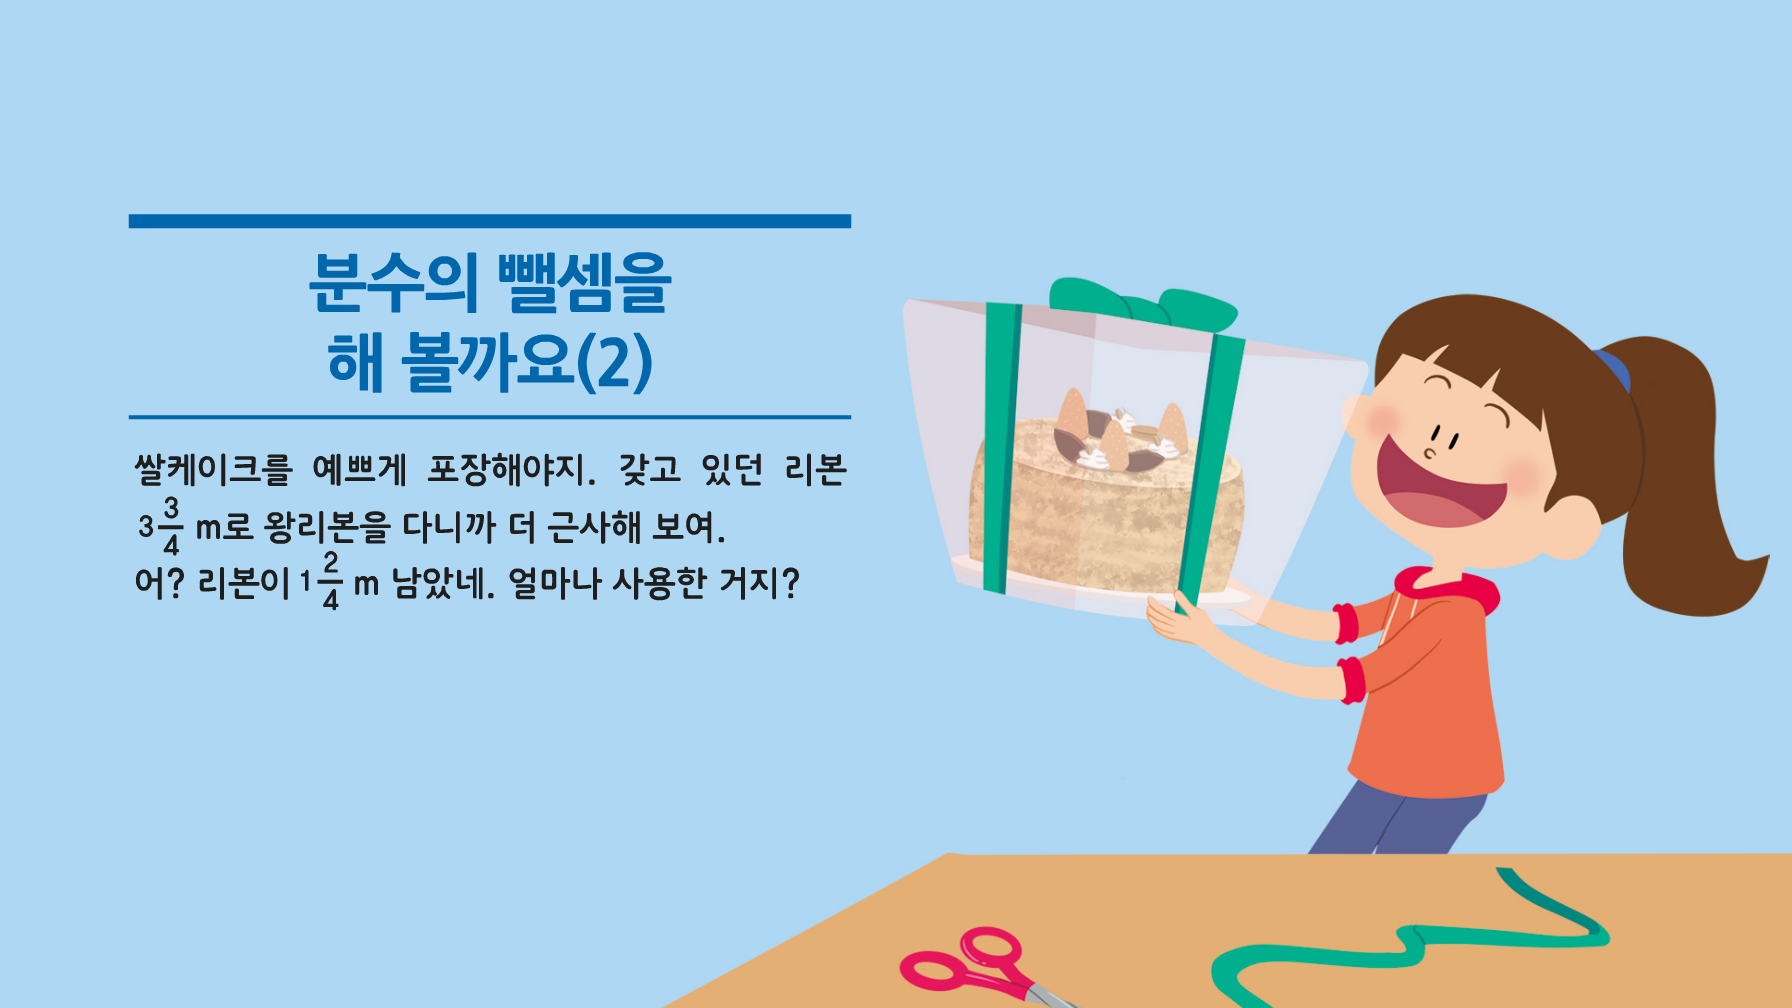 분수의 뺄셈을
해 볼까요(2)
쌀케이크를 예쁘게 포장해야지. 갖고 있던 리본
3 3/4 m로 왕리본을 다니까 더 근사해 보여.
어? 리본이 1 2/4 m 남았네. 얼마나 사용한 거지?